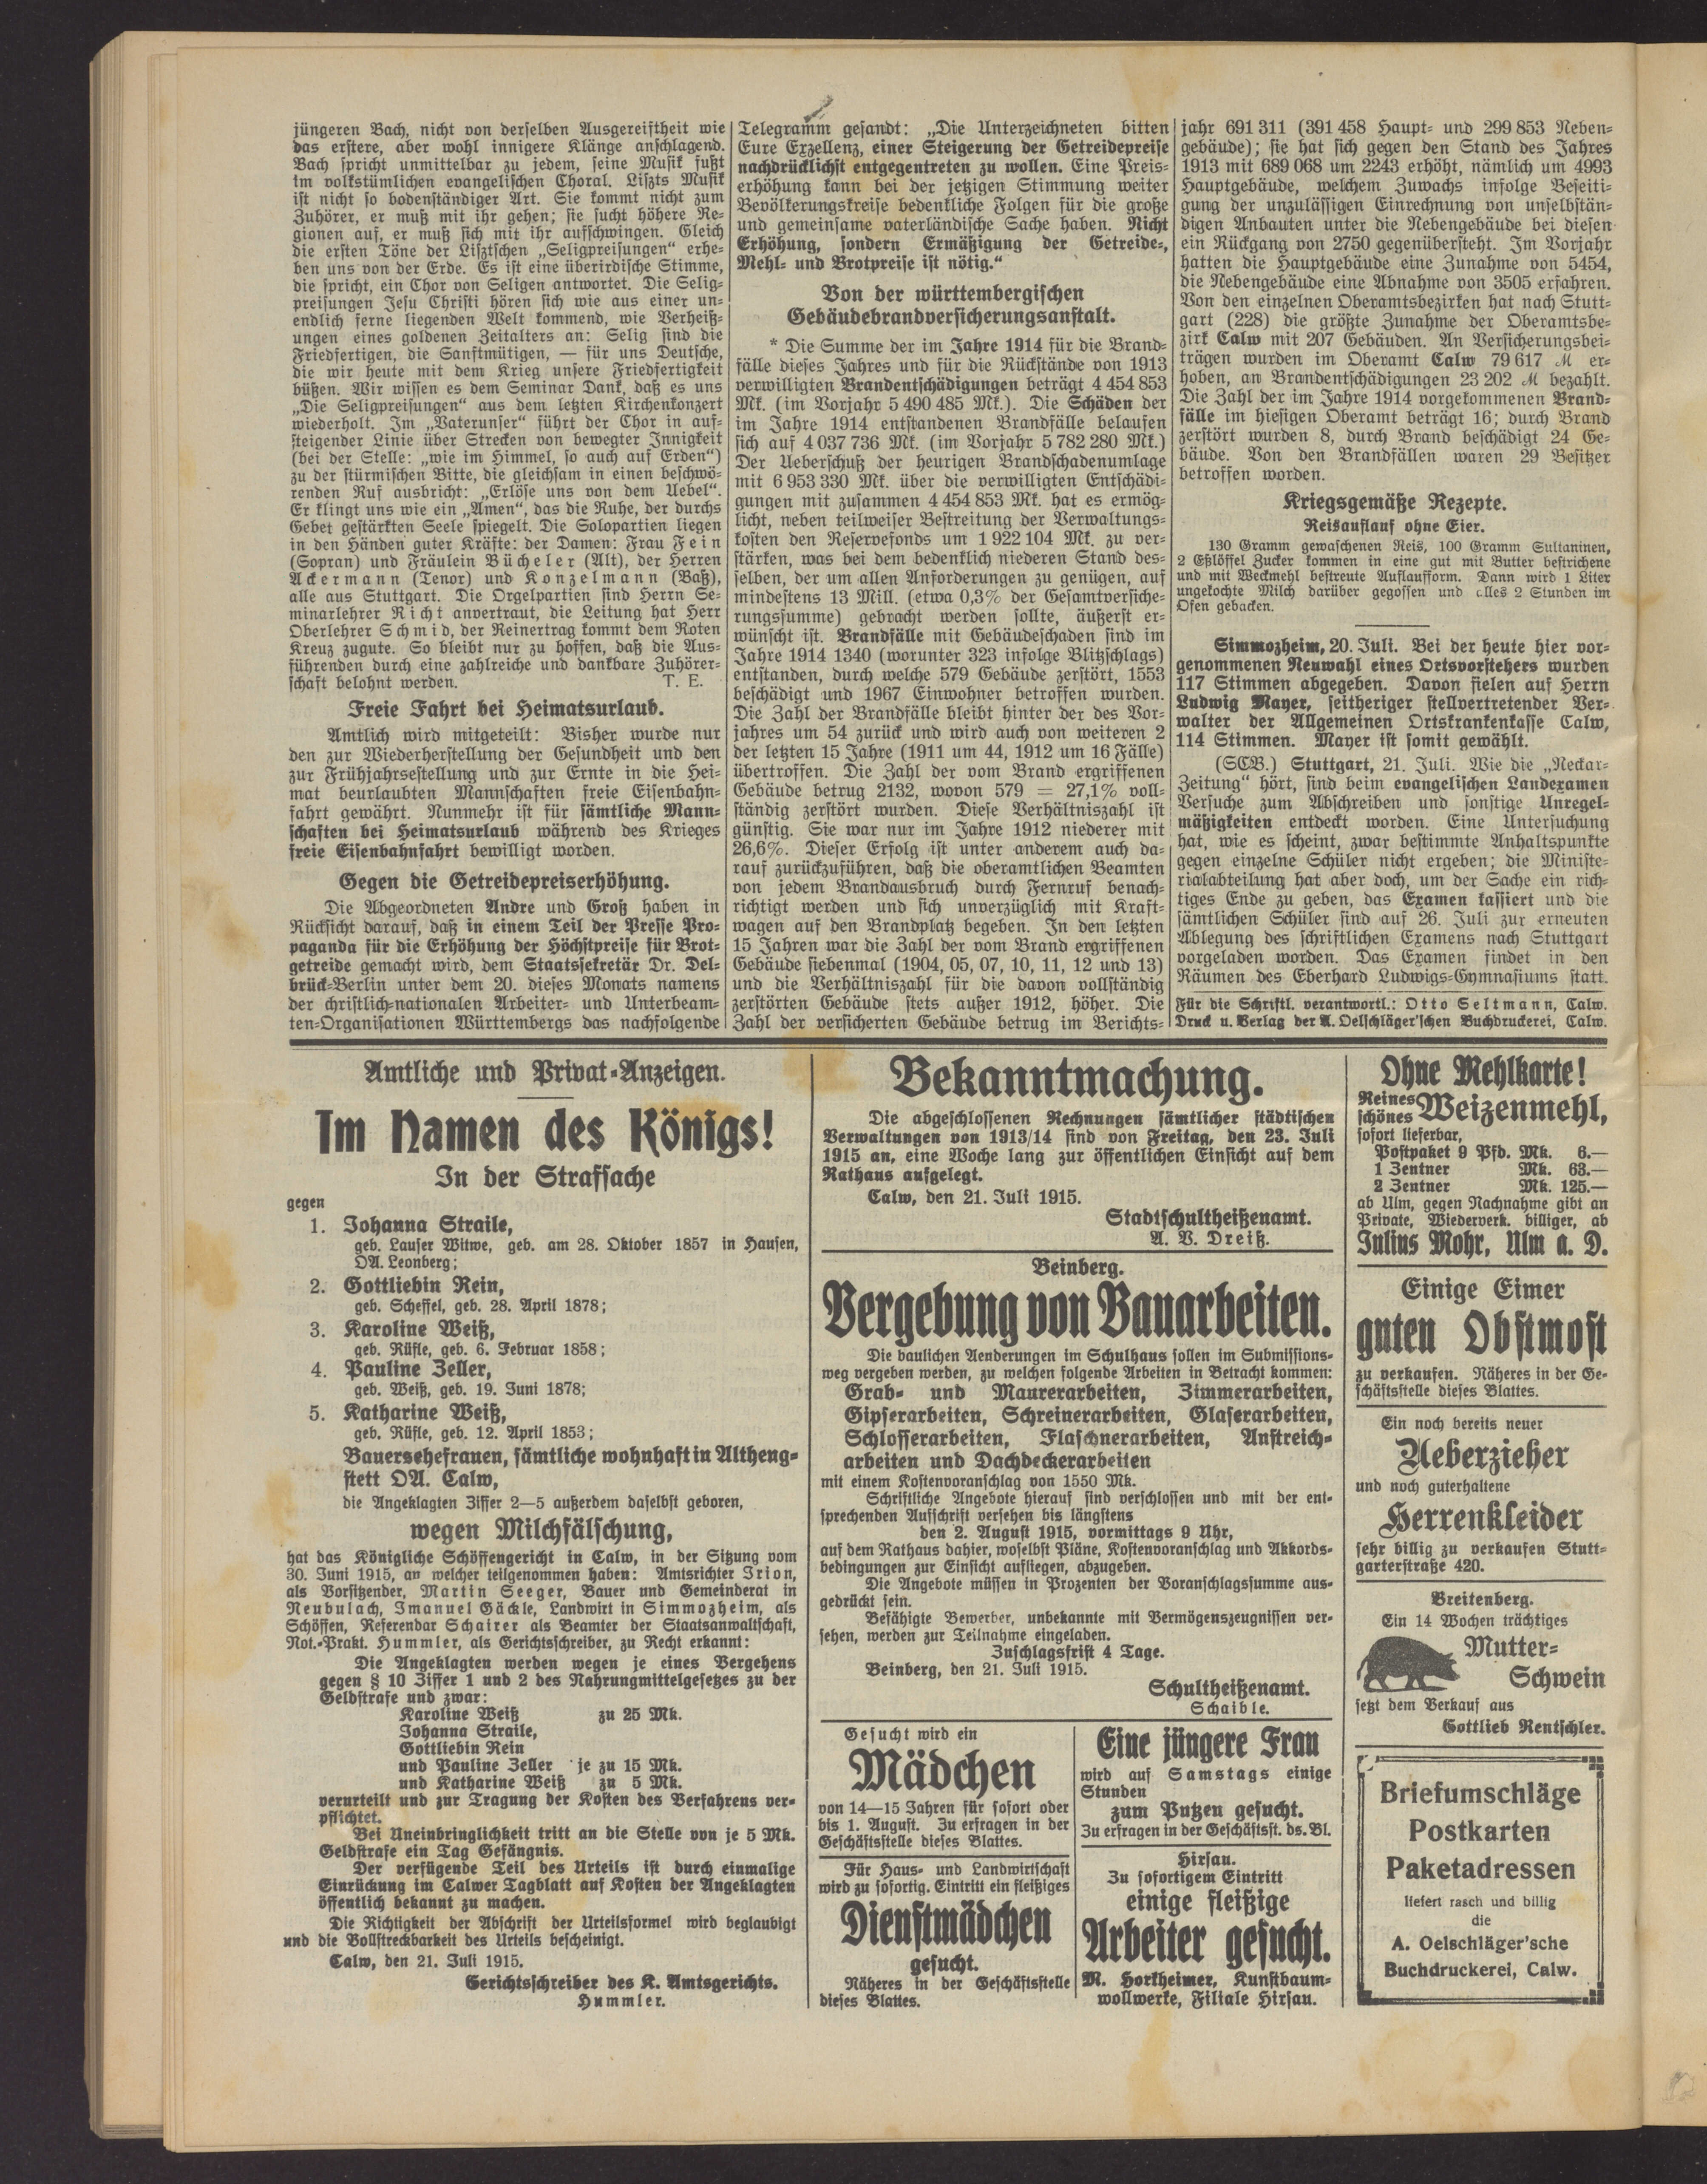 jüngeren Bach, nicht von derselben Ausgereiftheit wie
das erstere, aber wohl innigere Klänge anschlagend.
Bach spricht unmittelbar zu jedem, seine Musik fußt
im volkstümlichen evangelischen Choral. Liszts Musik
ist nicht so bodenständiger Art. Sie kommt nicht zum
Zuhörer, er muß mit ihr gehen; sie sucht höhere Re-
gionen auf, er muß sich mit ihr aufschwingen. Gleich
die ersten Töne der Lisztschen „Seligpreisungen“ erhe-
ben uns von der Erde. Es ist eine überirdische Stimme,
die spricht, ein Chor von Seligen antwortet. Die Selig-
preisungen Jesu Christi hören sich wie aus einer un-
endlich ferne liegenden Welt kommend, wie Verheiß-
ungen eines goldenen Zeitalters an: Selig sind die
Friedfertigen, die Sanftmütigen, — für uns Deutsche,
die wir heute mit dem Krieg unsere Friedfertigkeit
büßen. Wir wissen es dem Seminar Dank, daß es uns
„Die Seligpreisungen“ aus dem letzten Kirchenkonzert
wiederholt. Im „Vaterunser“ führt der Chor in auf-
steigender Linie über Strecken von bewegter Innigkeit
(bei der Stelle: „wie im Himmel, so auch auf Erden“)
zu der stürmischen Bitte, die gleichsam in einen beschwö-
renden Ruf ausbricht: „Erlöse uns von dem Uebel“.
Er klingt uns wie ein „Amen“, das die Ruhe, der durchs
Gebet gestärkten Seele spiegelt. Die Solopartien liegen
in den Händen guter Kräfte: der Damen: Frau Fein
(Sopran) und Fräulein Bücheler (Alt), der Herren
Ackermann (Tenor) und Konzelmann (Baß),
alle aus Stuttgart. Die Orgelpartien sind Herrn Se-
minarlehrer Richt anvertraut, die Leitung hat Herr
Oberlehrer Schmid, der Reinertrag kommt dem Roten
Kreuz zugute. So bleibt nur zu hoffen, daß die Aus-
führenden durch eine zahlreiche und dankbare Zuhörer-
schaft belohnt werden. T. E.
Freie Fahrt bei Heimatsurlaub.
Amtlich wird mitgeteilt: Bisher wurde nur
den zur Wiederherstellung der Gesundheit und den
zur Frühjahrsestellung und zur Ernte in die Hei-
mat beurlaubten Mannschaften freie Eisenbahn-
fahrt gewährt. Nunmehr ist für sämtliche Mann-
schaften bei Heimatsurlaub während des Krieges
freie Eisenbahnfahrt bewilligt worden.
Gegen die Getreidepreiserhöhung.
Die Abgeordneten Andre und Groß haben in
Rücksicht darauf, daß in einem Teil der Presse Pro-
paganda für die Erhöhung der Höchstpreise für Brot-
getreide gemacht wird, dem Staatssekretär Dr. Del-
brück-Berlin unter dem 20. dieses Monats namens
der christlich-nationalen Arbeiter- und Unterbeam-
ten-Organisationen Württembergs das nachfolgende
Telegramm gesandt: „Die Unterzeichneten bitten
Eure Exzellenz, einer Steigerung der Getreidepreise
nachdrücklichst entgegentreten zu wollen. Eine Preis-
erhöhung kann bei der jetzigen Stimmung weiter
Bevölkerungskreise bedenkliche Folgen für die große
und gemeinsame vaterländische Sache haben. Nicht
Erhöhung, sondern Ermäßigung der Getreide-,
Mehl- und Brotpreise ist nötig.“
Von der württembergischen
Gebäudebrandversicherungsanstalt.
* Die Summe der im Jahre 1914 für die Brand-
fälle dieses Jahres und für die Rückstände von 1913
verwilligten Brandentschädigungen beträgt 4 454 853
Mk. (im Vorjahr 5 490 485 Mk.). Die Schäden der
im Jahre 1914 entstandenen Brandfälle belaufen
sich auf 4 037 736 Mk. (im Vorjahr 5 782 280 Mk.)
Der Ueberschuß der heurigen Brandschadenumlage
mit 6 953 330 Mk. über die verwilligten Entschädi-
gungen mit zusammen 4 454 853 Mk. hat es ermög-
licht, neben teilweiser Bestreitung der Verwaltungs-
kosten den Reservefonds um 1 922 104 Mk. zu ver-
stärken, was bei dem bedenklich niederen Stand des-
selben, der um allen Anforderungen zu genügen, auf
mindestens 13 Mill. (etwa 0,3% der Gesamtversiche-
rungssumme) gebracht werden sollte, äußerst er-
wünscht ist. Brandfälle mit Gebäudeschaden sind im
Jahre 1914 1340 (worunter 323 infolge Blitzschlags)
entstanden, durch welche 579 Gebäude zerstört, 1553
beschädigt und 1967 Einwohner betroffen wurden.
Die Zahl der Brandfälle bleibt hinter der des Vor-
jahres um 54 zurück und wird auch von weiteren 2
der letzten 15 Jahre (1911 um 44, 1912 um 16 Fälle)
übertroffen. Die Zahl der vom Brand ergriffenen
Gebäude betrug 2132, wovon 579 = 27,1% voll-
ständig zerstört wurden. Diese Verhältniszahl ist
günstig. Sie war nur im Jahre 1912 niederer mit
26,6%. Dieser Erfolg ist unter anderem auch da-
rauf zurückzuführen, daß die oberamtlichen Beamten
von jedem Brandausbruch durch Fernruf benach-
richtigt werden und sich unverzüglich mit Kraft-
wagen auf den Brandplatz begeben. In den letzten
15 Jahren war die Zahl der vom Brand ergriffenen
Gebäude siebenmal (1904, 05, 07, 10, 11, 12 und 13)
und die Verhältniszahl für die davon vollständig
zerstörten Gebäude stets außer 1912, höher. Die
Zahl der versicherten Gebäude betrug im Berichts-
jahr 691 311 (391 458 Haupt- und 299 853 Neben-
gebäude); sie hat sich gegen den Stand des Jahres
1913 mit 689 068 um 2243 erhöht, nämlich um 4993
Hauptgebäude, welchem Zuwachs infolge Beseiti-
gung der unzulässigen Einrechnung von unselbstän-
digen Anbauten unter die Nebengebäude bei diesen
ein Rückgang von 2750 gegenübersteht. Im Vorjahr
hatten die Hauptgebäude eine Zunahme von 5454,
die Nebengebäude eine Abnahme von 3505 erfahren.
Von den einzelnen Oberamtsbezirken hat nach Stutt-
gart (228) die größte Zunahme der Oberamtsbe-
zirk Calw mit 207 Gebäuden. An Versicherungsbei-
trägen wurden im Oberamt Calw 79 617 M er-
hoben, an Brandentschädigungen 23 202 M bezahlt.
Die Zahl der im Jahre 1914 vorgekommenen Brand-
fälle im hiesigen Oberamt beträgt 16; durch Brand
zerstört wurden 8, durch Brand beschädigt 24 Ge-
bäude. Von den Brandfällen waren 29 Besitzer
betroffen worden.
Kriegsgemäße Rezepte.
Reisauflauf ohne Eier.
130 Gramm gewaschenen Reis, 100 Gramm Sultaninen,
2 Eßlöffel Zucker kommen in eine gut mit Butter bestrichene
und mit Weckmehl bestreute Auflaufform. Dann wird 1 Liter
ungekochte Milch darüber gegossen und alles 2 Stunden im
Ofen gebacken.
Simmozheim, 20. Juli. Bei der heute hier vor-
genommenen Neuwahl eines Ortsvorstehers wurden
117 Stimmen abgegeben. Davon fielen auf Herrn
Ludwig Mayer, seitheriger stellvertretender Ver-
walter der Allgemeinen Ortskrankenkasse Calw,
114 Stimmen. Mayer ist somit gewählt.
(SCB.) Stuttgart, 21. Juli. Wie die „Neckar-
Zeitung“ hört, sind beim evangelischen Landexamen
Versuche zum Abschreiben und sonstige Unregel-
mäßigkeiten entdeckt worden. Eine Untersuchung
hat, wie es scheint, zwar bestimmte Anhaltspunkte
gegen einzelne Schüler nicht ergeben; die Ministe-
rialabteilung hat aber doch, um der Sache ein rich-
tiges Ende zu geben, das Examen kassiert und die
sämtlichen Schüler sind auf 26. Juli zur erneuten
Ablegung des schriftlichen Examens nach Stuttgart
vorgeladen worden. Das Examen findet in den
Räumen des Eberhard Ludwigs-Gymnasiums statt.
Für die Schriftl. verantwortl.: Otto Seltmann, Calw.
Druck u. Verlag der A. Oelschläger'schen Buchdruckerei, Calw.
Amtliche und Privat-Anzeigen.
Im Namen des Königs!
In der Strafsache
gegen
1. Johanna Straile,
geb. Lauser Witwe, geb. am 28. Oktober 1857 in Hausen,
OA. Leonberg;
2. Gottliebin Rein,
geb. Scheffel, geb. 28. April 1878;
3. Karoline Weiß,
geb. Rüfle, geb. 6. Februar 1858;
4. Pauline Zeller,
geb. Weiß, geb. 19. Juni 1878;
5. Katharine Weiß,
geb. Rüfle, geb. 12. April 1853;
Bauersehefrauen, sämtliche wohnhaft in Altheng-
stett OA. Calw,
die Angeklagten Ziffer 2—5 außerdem daselbst geboren,
wegen Milchfälschung,
hat das Königliche Schöffengericht in Calw, in der Sitzung vom
30. Juni 1915, an welcher teilgenommen haben: Amtsrichter Irion,
als Vorsitzender, Martin Seeger, Bauer und Gemeinderat in
Neubulach, Imanuel Gäckle, Landwirt in Simmozheim, als
Schöffen, Referendar Schairer als Beamter der Staatsanwaltschaft,
Not.-Prakt. Hummler, als Gerichtsschreiber, zu Recht erkannt:
Die Angeklagten werden wegen je eines Vergehens
gegen § 10 Ziffer 1 und 2 des Nahrungmittelgesetzes zu der
Geldstrafe und zwar:
Karoline Weiß zu 25 Mk.
Johanna Straile,
Gottliebin Rein
und Pauline Zeller je zu 15 Mk.
und Katharine Weiß zu 5 Mk.
verurteilt und zur Tragung der Kosten des Verfahrens ver-
pflichtet.
Bei Uneinbringlichkeit tritt an die Stelle von je 5 Mk.
Geldstrafe ein Tag Gefängnis.
Der verfügende Teil des Urteils ist durch einmalige
Einrückung im Calwer Tagblatt auf Kosten der Angeklagten
öffentlich bekannt zu machen.
Die Richtigkeit der Abschrift der Urteilsformel wird beglaubigt
und die Vollstreckbarkeit des Urteils bescheinigt.
Calw, den 21. Juli 1915.
Gerichtsschreiber des K. Amtsgerichts.
Hummler.
Bekanntmachung.
Die abgeschlossenen Rechnungen sämtlicher städtischen
Verwaltungen von 1913/14 sind von Freitag, den 23. Juli
1915 an, eine Woche lang zur öffentlichen Einsicht auf dem
Rathaus aufgelegt.
Calw, den 21. Juli 1915.
Stadtschultheißenamt.
A. V. Dreiß.
Beinberg.
Vergebung von Bauarbeiten.
Die baulichen Aenderungen im Schulhaus sollen im Submissions-
weg vergeben werden, zu welchen folgende Arbeiten in Betracht kommen:
Grab- und Maurerarbeiten, Zimmerarbeiten,
Gipserarbeiten, Schreinerarbeiten, Glaserarbeiten,
Schlosserarbeiten, Flaschnerarbeiten, Anstreich-
arbeiten und Dachdeckerarbeiten
mit einem Kostenvoranschlag von 1550 Mk.
Schriftliche Angebote hierauf sind verschlossen und mit der ent-
sprechenden Aufschrift versehen bis längstens
den 2. August 1915, vormittags 9 Uhr,
auf dem Rathaus dahier, woselbst Pläne, Kostenvoranschlag und Akkords-
bedingungen zur Einsicht aufliegen, abzugeben.
Die Angebote müssen in Prozenten der Voranschlagssumme aus-
gedrückt sein.
Befähigte Bewerber, unbekannte mit Vermögenszeugnissen ver-
sehen, werden zur Teilnahme eingeladen.
Zuschlagsfrist 4 Tage.
Beinberg, den 21. Juli 1915.
Schultheißenamt.
Schaible.
Gesucht wird ein
Mädchen
von 14—15 Jahren für sofort oder
bis 1. August. Zu erfragen in der
Geschäftsstelle dieses Blattes.
Für Haus- und Landwirtschaft
wird zu sofortig. Eintritt ein fleißiges
Dienstmädchen
gesucht.
Näheres in der Geschäftsstelle
dieses Blattes.
Eine jüngere Frau
wird auf Samstags einige
Stunden
zum Putzen gesucht.
Zu erfragen in der Geschäftsst. ds. Bl.
Hirsau.
Zu sofortigem Eintritt
einige fleißige
Arbeiter gesucht.
M. Horkheimer, Kunstbaum-
wollwerke, Filiale Hirsau.
Ohne Mehlkarte!
Reines
schönes Weizenmehl,
sofort lieferbar,
Postpaket 9 Pfd. Mk. 6.—
1 Zentner Mk. 63.—
2 Zentner Mk. 125.—
ab Ulm, gegen Nachnahme gibt an
Private, Wiederverk. billiger, ab
Julius Mohr, Ulm a. D.
Einige Eimer
guten Obstmost
zu verkaufen. Näheres in der Ge-
schäftsstelle dieses Blattes.
Ein noch bereits neuer
Ueberzieher
und noch guterhaltene
Herrenkleider
sehr billig zu verkaufen Stutt-
garterstraße 420.
Breitenberg.
Ein 14 Wochen trächtiges
Mutter-
Schwein
setzt dem Verkauf aus
Gottlieb Rentschler.
Briefumschläge
Postkarten
Paketadressen
liefert rasch und billig
die
A. Oelschläger'sche
Buchdruckerei, Calw.